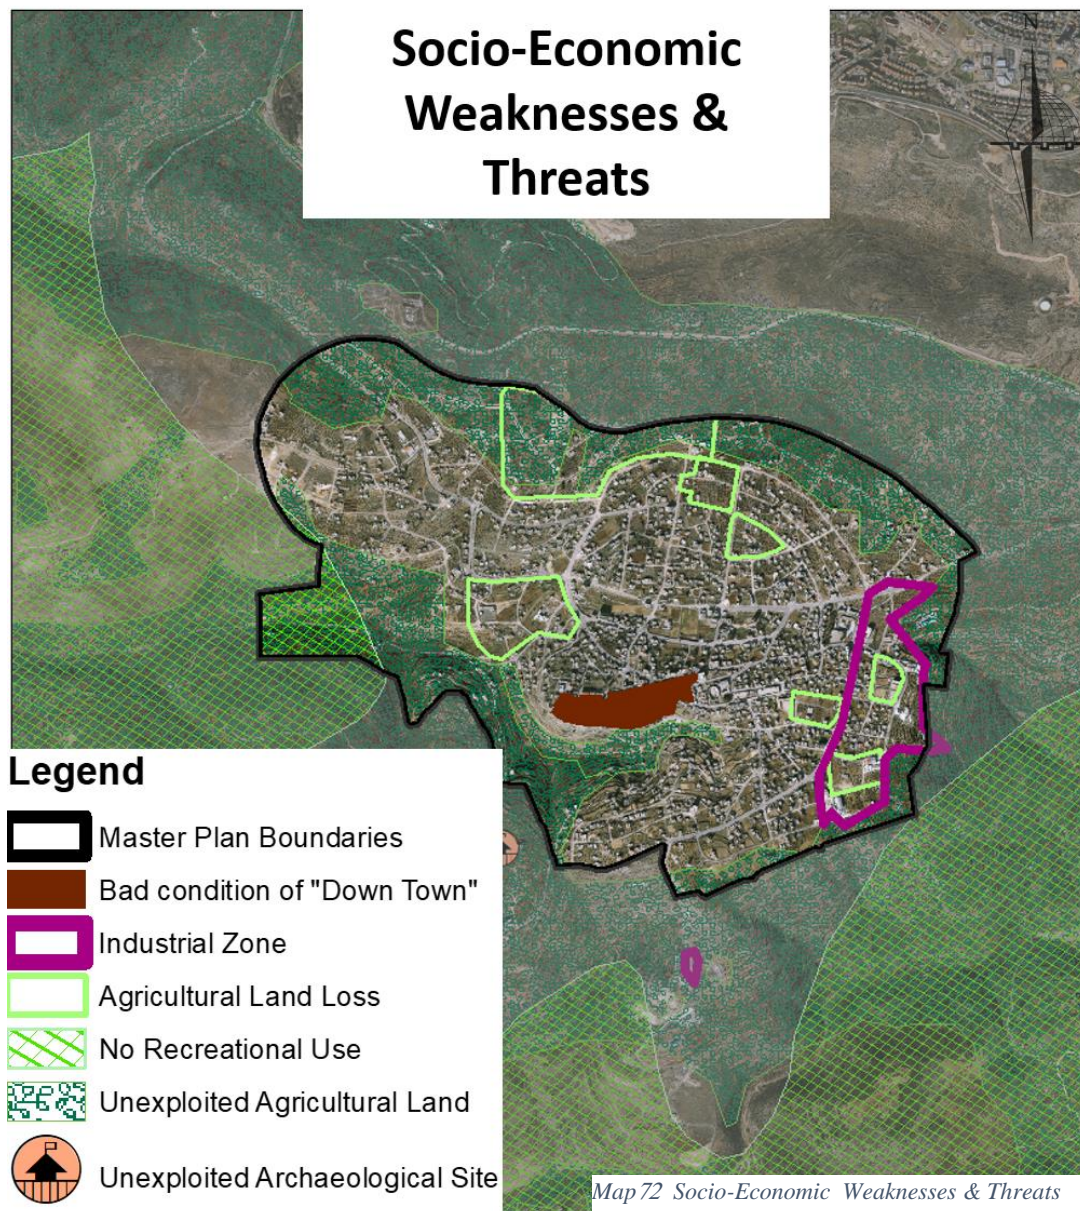 Socio-Economic
Weaknesses &
Threats
N
Legend
Master Plan Boundaries
Bad condition of "Down Town"
Industrial Zone
Agricultural Land Loss
No Recreational Use
Unexploited Agricultural Land
Unexploited Archaeological Site
Map 72 Socio-Economic Weaknesses & Threats